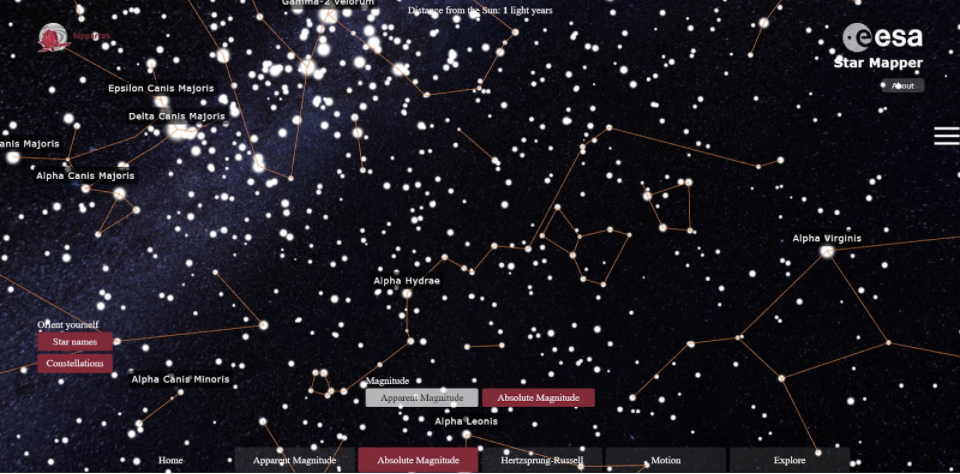 Gamma-2 Velorum
Distance from the Sun: 1 light years
hipparcos
esa
Star Mapper
About
Epsilon Canis Majoris
Delta Canis Majoris
anis Majoris
Alpha Canis Majoris
Alpha Virginis
Alpha Hydrae
Orient yourself
Star names
Constellations
Alpha Canis Minoris
Magnitude
Apparent Magnitude
Absolute Magnitude
Alpha Leonis
Home
Apparent Magnitude
Absolute Magnitude
Hertzsprung-Russell
Motion
Explore